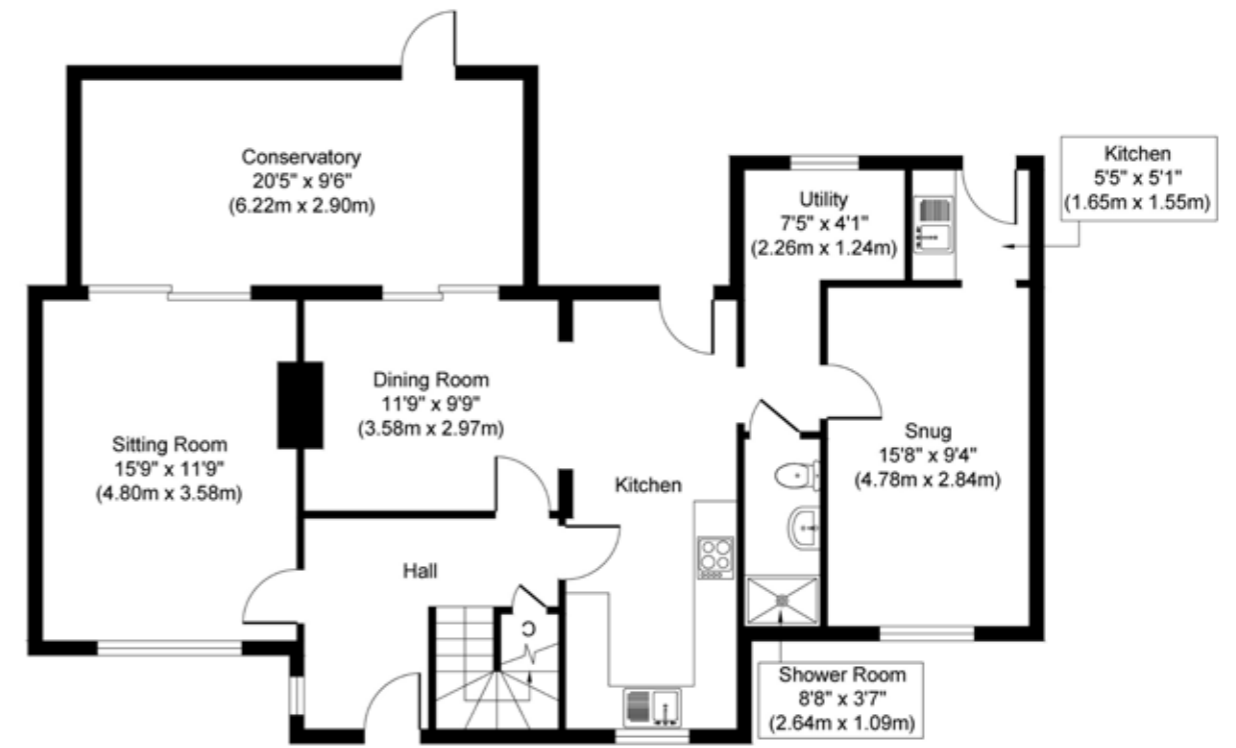 Conservatory
20'5" x 9'6"
(6.22m x 2.90m)
Kitchen
5'5" x 5'1"
(1.65m x 1.55m)
Utility
7'5" x 4'1"
(2.26m x 1.24m)
Dining Room
11'9" x 9'9"
(3.58m x 2.97m)
Sitting Room
15'9" x 11'9"
(4.80m x 3.58m)
Snug
15'8" x 9'4"
(4.78m x 2.84m)
Kitchen
Hall
C
Shower Room
8'8" x 3'7"
(2.64m x 1.09m)